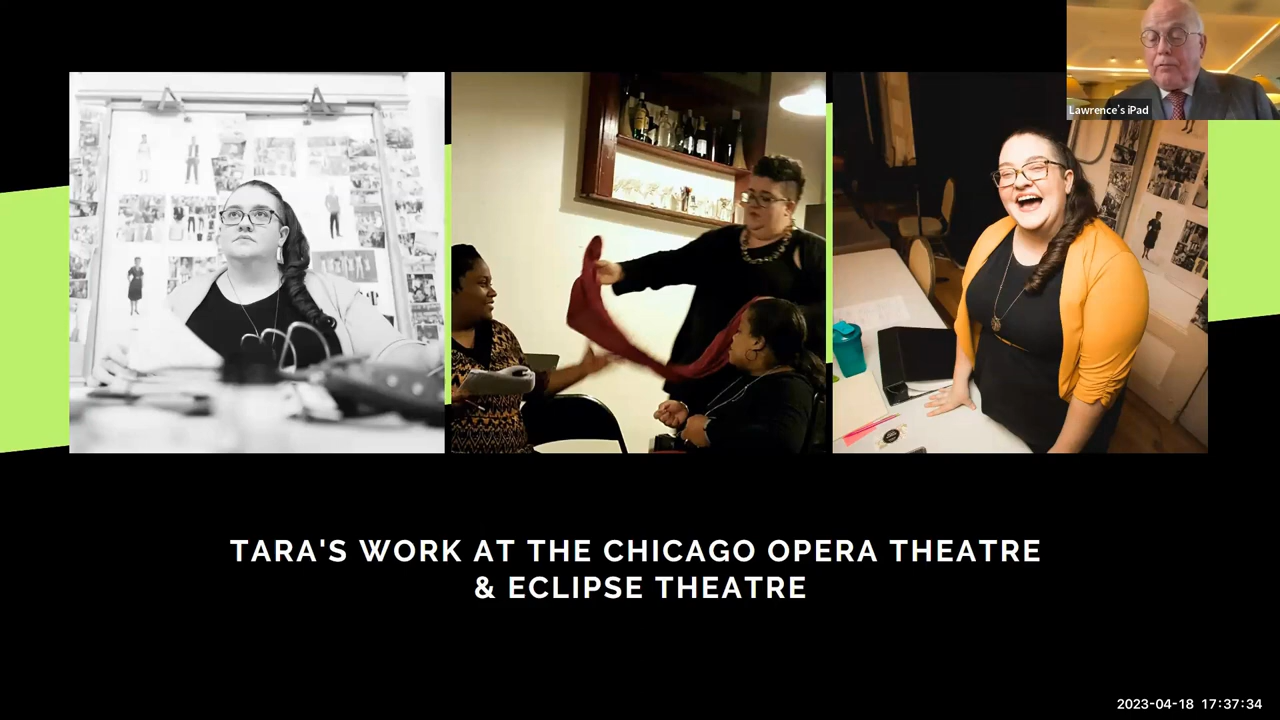 Lawrence's iPad
TARA'S WORK AT THE CHICAGO OPERA THEATRE
& ECLIPSE THEATRE
2023-04-18 17:37:34